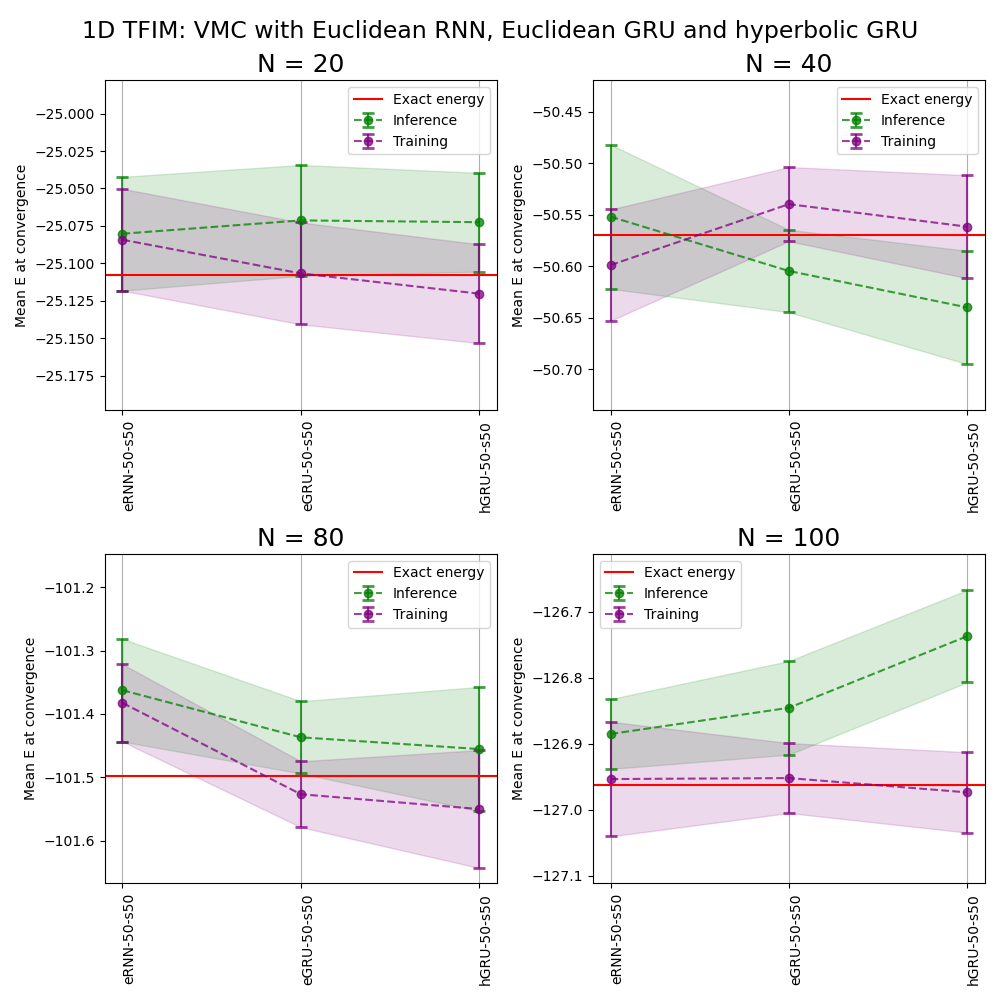 1D TFIM: VMC with Euclidean RNN, Euclidean GRU and hyperbolic GRU
N = 20
Mean E at convergence
−25.000
−25.025
−25.050
−25.075
−25.100
−25.125
−25.150
−25.175
Exact energy
Inference
Training
eRNN-50-s50
eGRU-50-s50
hGRU-50-s50
N = 40
Mean E at convergence
−50.45
−50.50
−50.55
−50.60
−50.65
−50.70
Exact energy
Inference
Training
eRNN-50-s50
eGRU-50-s50
hGRU-50-s50
N = 80
Mean E at convergence
−101.2
−101.3
−101.4
−101.5
−101.6
Exact energy
Inference
Training
eRNN-50-s50
eGRU-50-s50
hGRU-50-s50
N = 100
Mean E at convergence
−126.7
−126.8
−126.9
−127.0
−127.1
Exact energy
Inference
Training
eRNN-50-s50
eGRU-50-s50
hGRU-50-s50